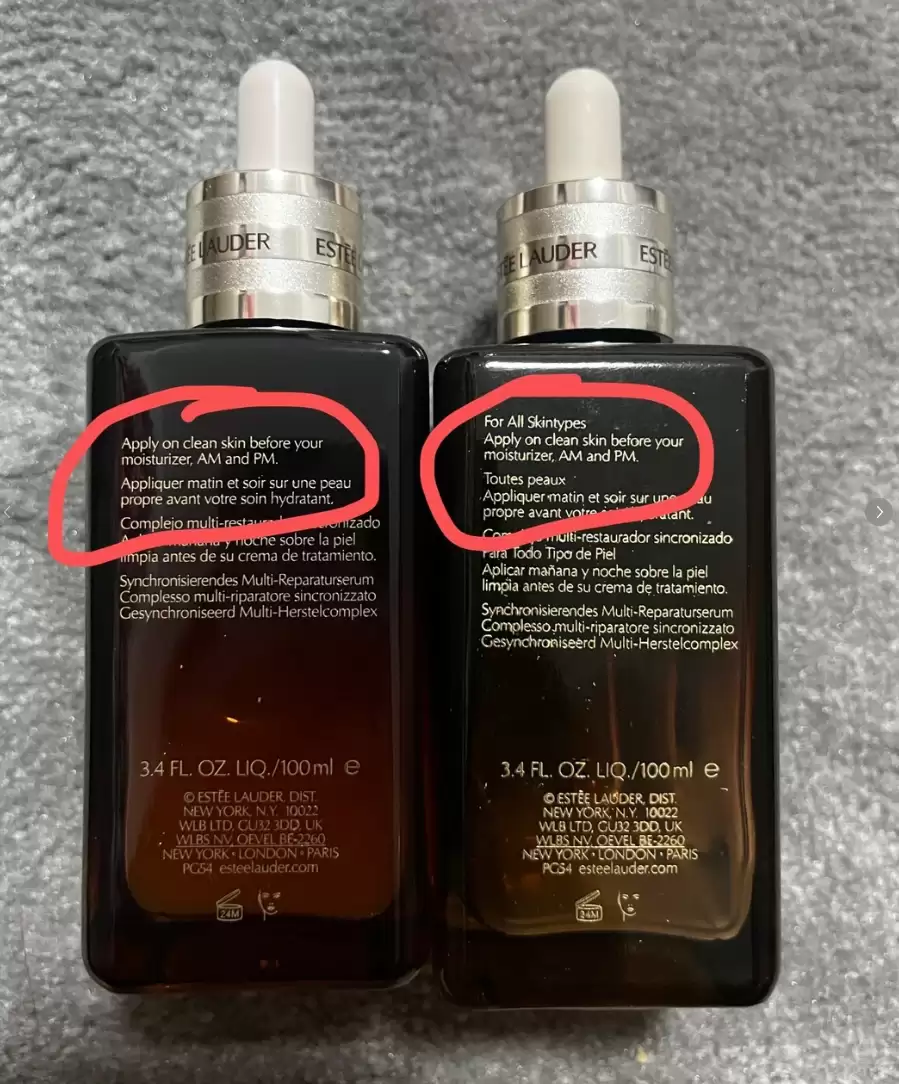 ĒE LAUDER ESTĒE L
Apply on clean skin before your
moisturizer, AM and PM.
Appliquer matin et soir sur une peau
propre avant votre soin hydratant.
Complejo multi-restaurador sincronizado
mañana y noche sobre la piel
limpia antes de su crema de tratamiento.
Synchronisierendes Multi-Reparaturserum
Complesso multi-riparatore sincronizzato
Gesynchroniseerd Multi-Herstelcomplex
3.4 FL. OZ. LIQ./100 ml ℮
© ESTĒE LAUDER, DIST.
NEW YORK, N.Y. 10022
WLB LTD, GU32 3DD, UK
WLBS NV, OEVEL BE-2260
NEW YORK • LONDON • PARIS
PG54 esteelauder.com
24M
TĒE LAUDER ESTĒE
For All Skintypes
Apply on clean skin before your
moisturizer, AM and PM.
Toutes peaux
Appliquer matin et soir sur une peau
propre avant votre soin hydratant.
Complejo multi-restaurador sincronizado
Para Todo Tipo de Piel
Aplicar mañana y noche sobre la piel
limpia antes de su crema de tratamiento.
Synchronisierendes Multi-Reparaturserum
Complesso multi-riparatore sincronizzato
Gesynchroniseerd Multi-Herstelcomplex
3.4 FL. OZ. LIQ./100 ml ℮
© ESTĒE LAUDER, DIST.
NEW YORK, N.Y. 10022
WLB LTD, GU32 3DD, UK
WLBS NV, OEVEL BE-2260
NEW YORK • LONDON • PARIS
PG54 esteelauder.com
24M